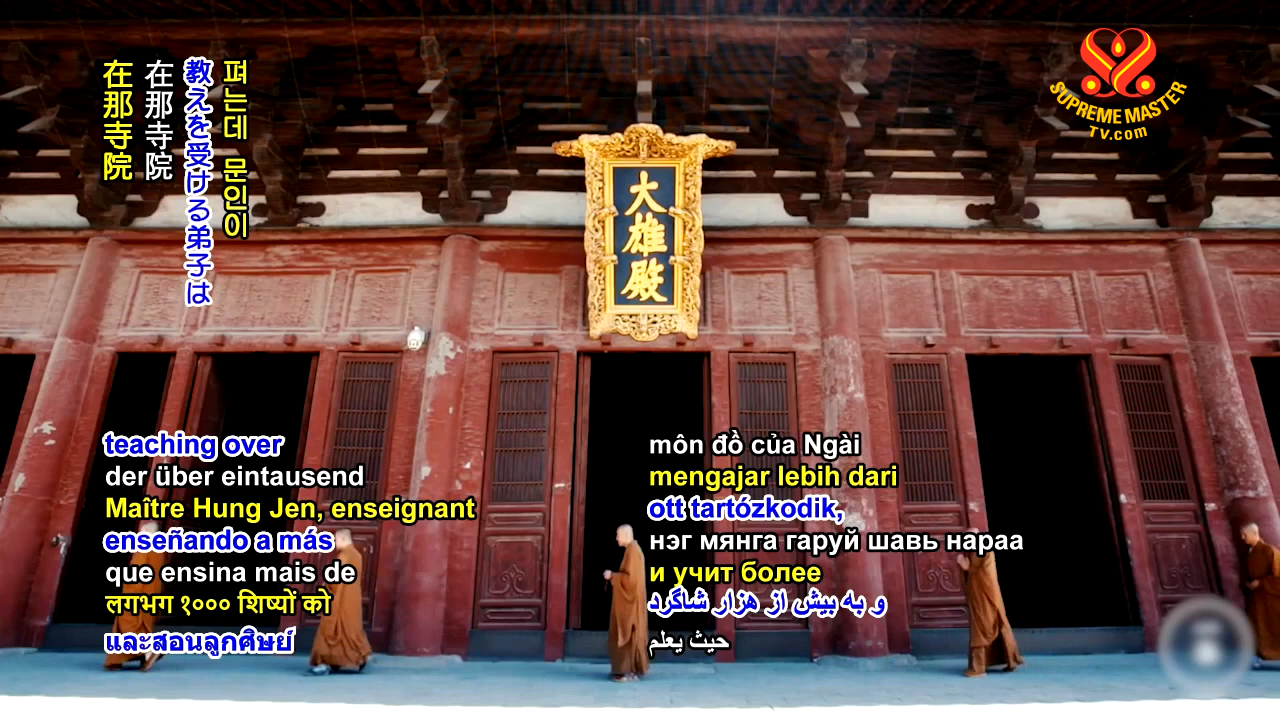 在那寺院
在那寺院
教えを受ける弟子は
펴는데 문인이
SUPREME MASTER
TV.com
大雄殿
teaching over
der über eintausend
Maître Hung Jen, enseignant
enseñando a más
que ensina mais de
लगभग १००० शिष्यों को
และสอนลูกศิษย์
môn đồ của Ngài
mengajar lebih dari
ott tartózkodik,
нэг мянга гаруй шавь нараа
и учит более
و به بیش از هزار شاگرد
حيث يعلم